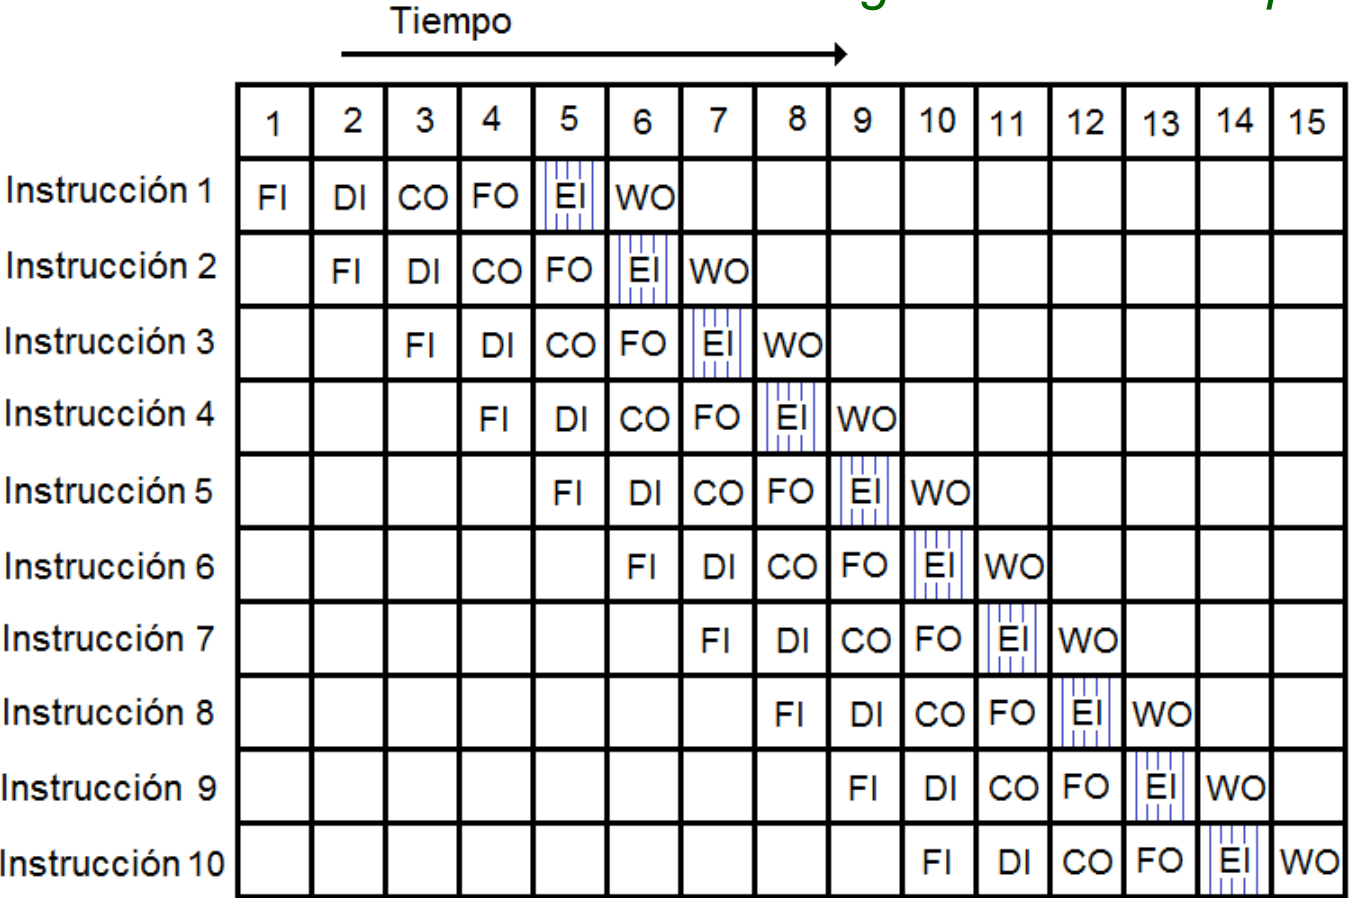 Tiempo
1 2 3 4 5 6 7 8 9 10 11 12 13 14 15
Instrucción 1 FI DI CO FO EI WO
Instrucción 2 FI DI CO FO EI WO
Instrucción 3 FI DI CO FO EI WO
Instrucción 4 FI DI CO FO EI WO
Instrucción 5 FI DI CO FO EI WO
Instrucción 6 FI DI CO FO EI WO
Instrucción 7 FI DI CO FO EI WO
Instrucción 8 FI DI CO FO EI WO
Instrucción 9 FI DI CO FO EI WO
Instrucción 10 FI DI CO FO EI WO